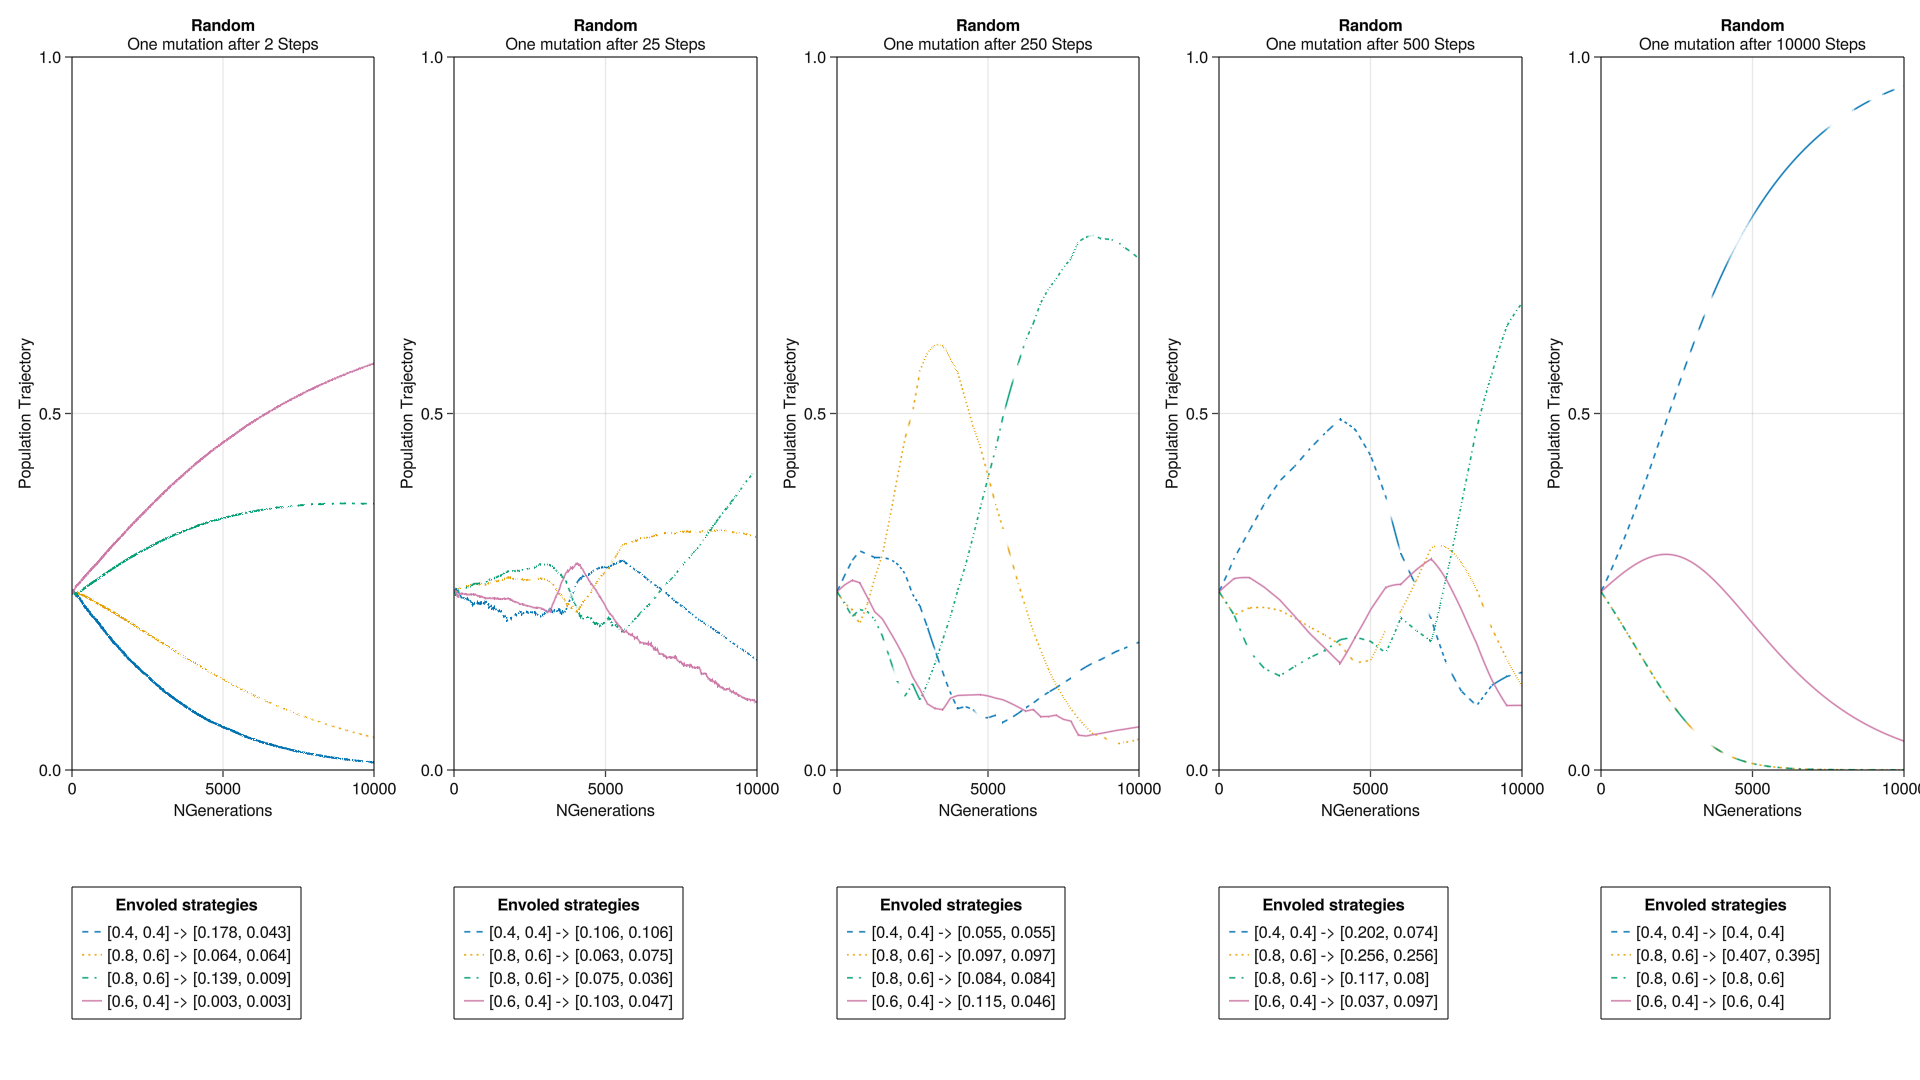 Random
One mutation after 2 Steps
1.0
0.5
0.0
Population Trajectory
0
5000
10000
NGenerations
Random
One mutation after 25 Steps
1.0
0.5
0.0
Population Trajectory
0
5000
10000
NGenerations
Random
One mutation after 250 Steps
1.0
0.5
0.0
Population Trajectory
0
5000
10000
NGenerations
Random
One mutation after 500 Steps
1.0
0.5
0.0
Population Trajectory
0
5000
10000
NGenerations
Random
One mutation after 10000 Steps
1.0
0.5
0.0
Population Trajectory
0
5000
1000
NGenerations
Envoled strategies
[0.4, 0.4] -> [0.178, 0.043]
[0.8, 0.6] -> [0.064, 0.064]
[0.8, 0.6] -> [0.139, 0.009]
[0.6, 0.4] -> [0.003, 0.003]
Envoled strategies
[0.4, 0.4] -> [0.106, 0.106]
[0.8, 0.6] -> [0.063, 0.075]
[0.8, 0.6] -> [0.075, 0.036]
[0.6, 0.4] -> [0.103, 0.047]
Envoled strategies
[0.4, 0.4] -> [0.055, 0.055]
[0.8, 0.6] -> [0.097, 0.097]
[0.8, 0.6] -> [0.084, 0.084]
[0.6, 0.4] -> [0.115, 0.046]
Envoled strategies
[0.4, 0.4] -> [0.202, 0.074]
[0.8, 0.6] -> [0.256, 0.256]
[0.8, 0.6] -> [0.117, 0.08]
[0.6, 0.4] -> [0.037, 0.097]
Envoled strategies
[0.4, 0.4] -> [0.4, 0.4]
[0.8, 0.6] -> [0.407, 0.395]
[0.8, 0.6] -> [0.8, 0.6]
[0.6, 0.4] -> [0.6, 0.4]